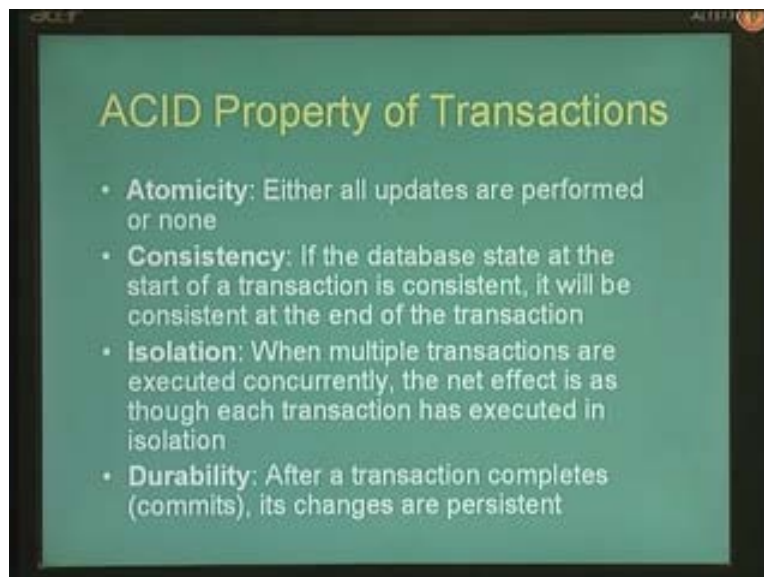 acer
ACID Property of Transactions
• Atomicity: Either all updates are performed
or none
• Consistency: If the database state at the
start of a transaction is consistent, it will be
consistent at the end of the transaction
• Isolation: When multiple transactions are
executed concurrently, the net effect is as
though each transaction has executed in
isolation
• Durability: After a transaction completes
(commits), its changes are persistent